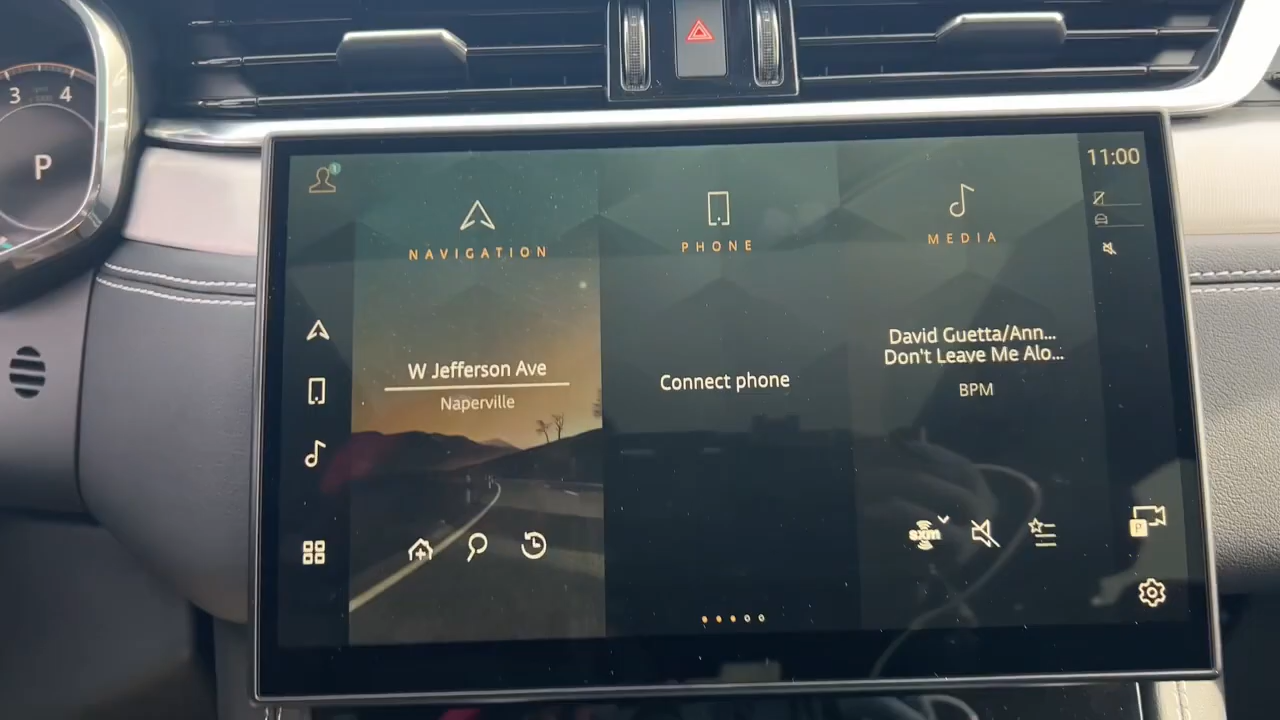 3 4
P
1
11:00
NAVIGATION
PHONE
MEDIA
W Jefferson Ave
Naperville
Connect phone
David Guetta/Ann...
Don't Leave Me Alo...
BPM
sxm
P